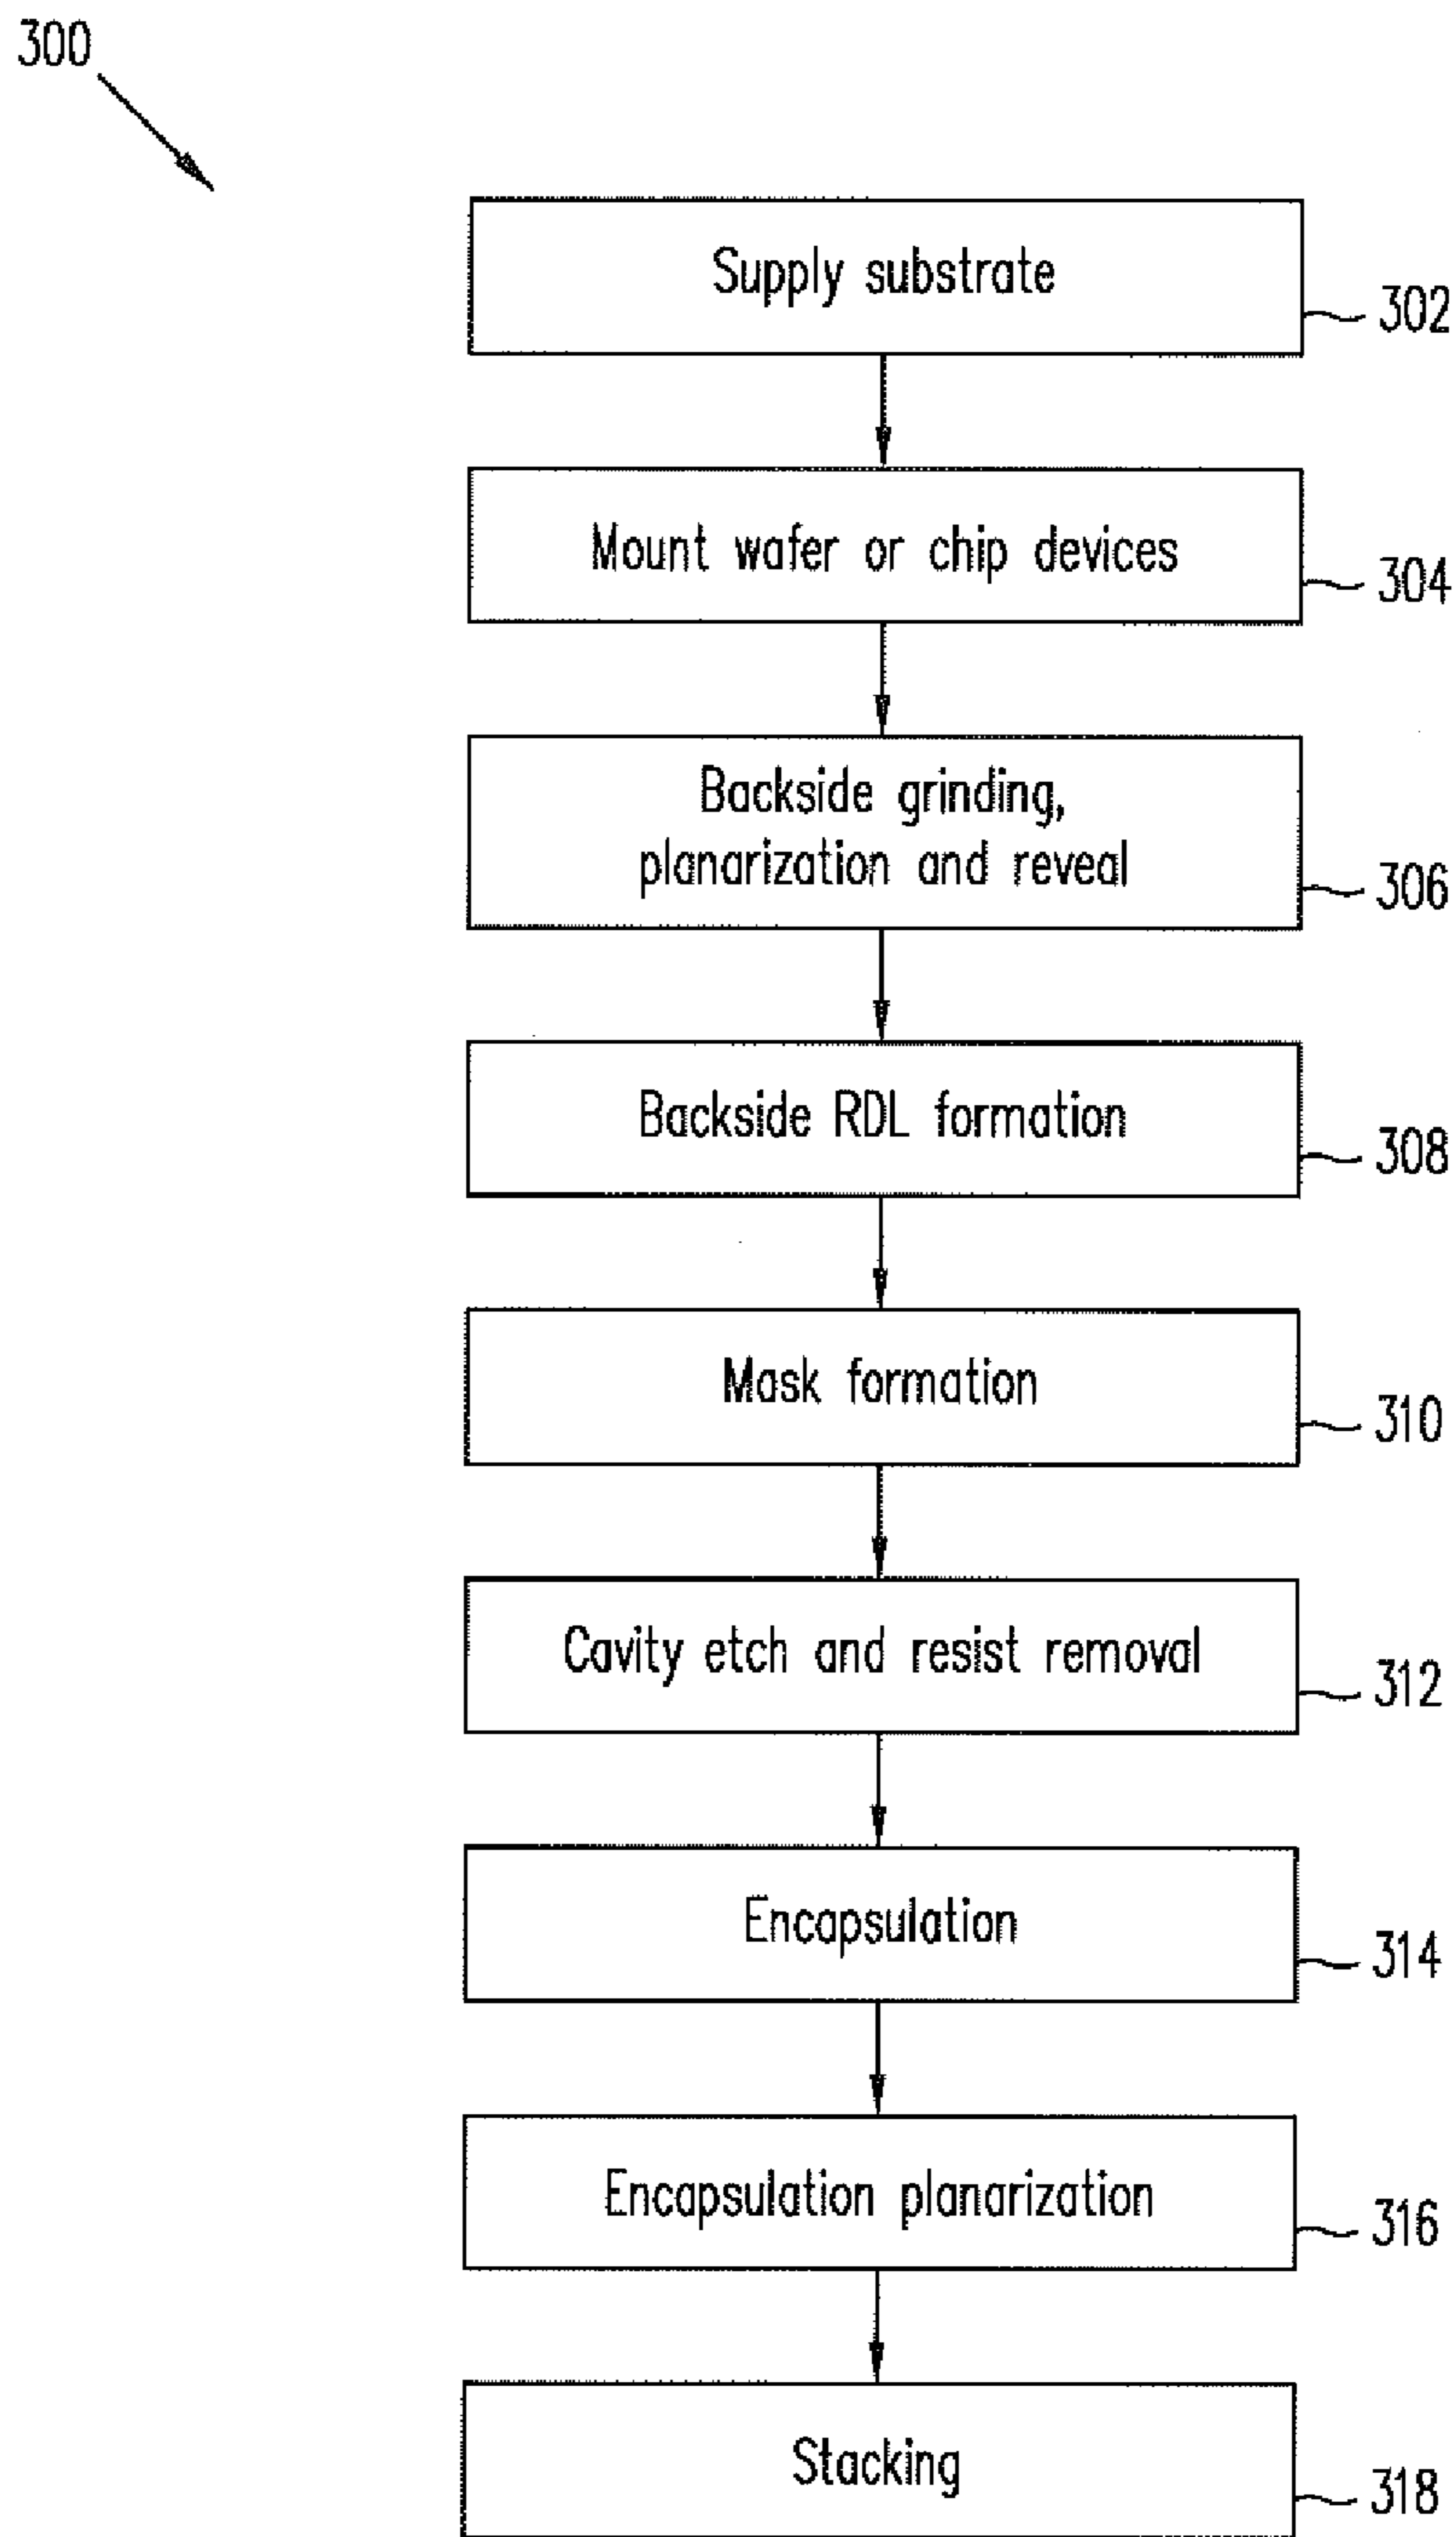 300
Supply substrate
302
Mount wafer or chip devices
304
Backside grinding,
planarization and reveal
306
Backside RDL formation
308
Mask formation
310
Cavity etch and resist removal
312
Encapsulation
314
Encapsulation planarization
316
Stacking
318